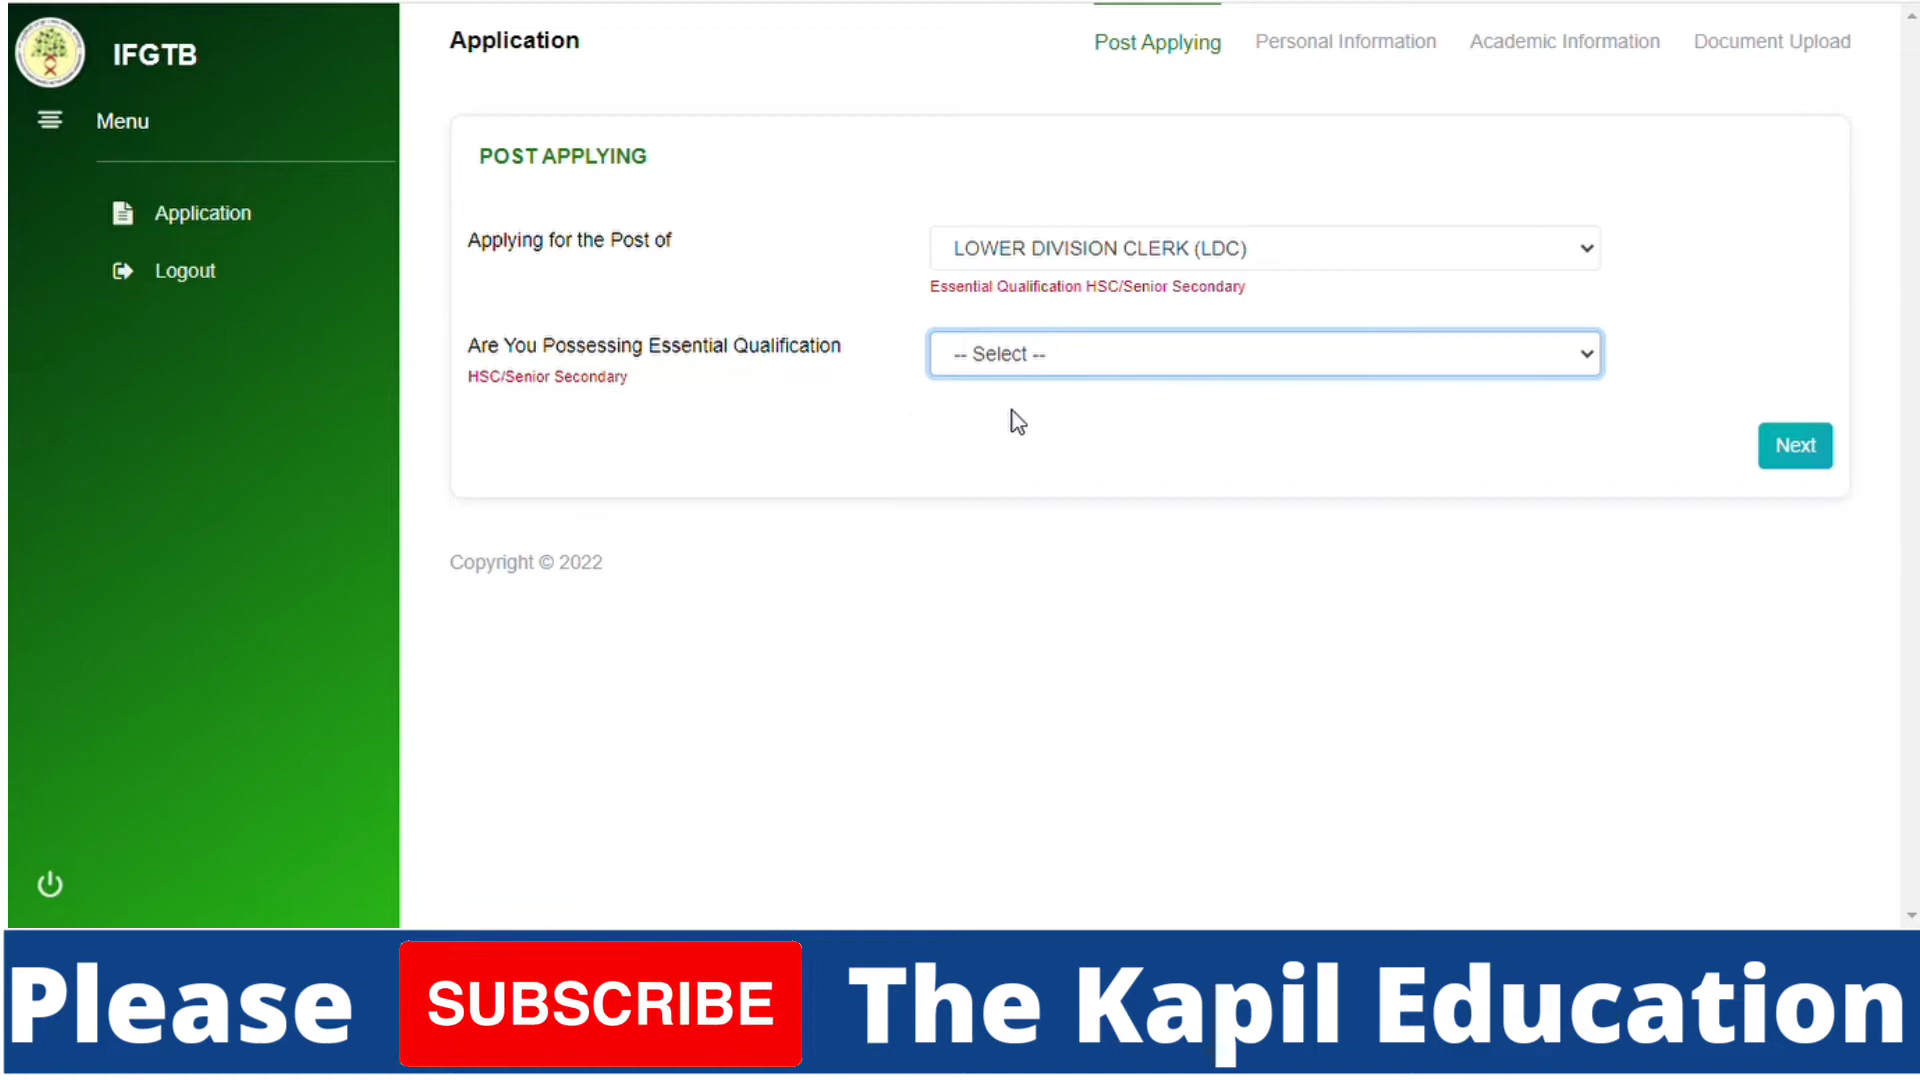 IFGTB
Menu
Application
Logout
Application
Post Applying
Personal Information
Academic Information
Document Upload
POST APPLYING
Applying for the Post of
LOWER DIVISION CLERK (LDC)
Essential Qualification HSC/Senior Secondary
Are You Possessing Essential Qualification
HSC/Senior Secondary
-- Select --
Next
Copyright © 2022
Please SUBSCRIBE The Kapil Education